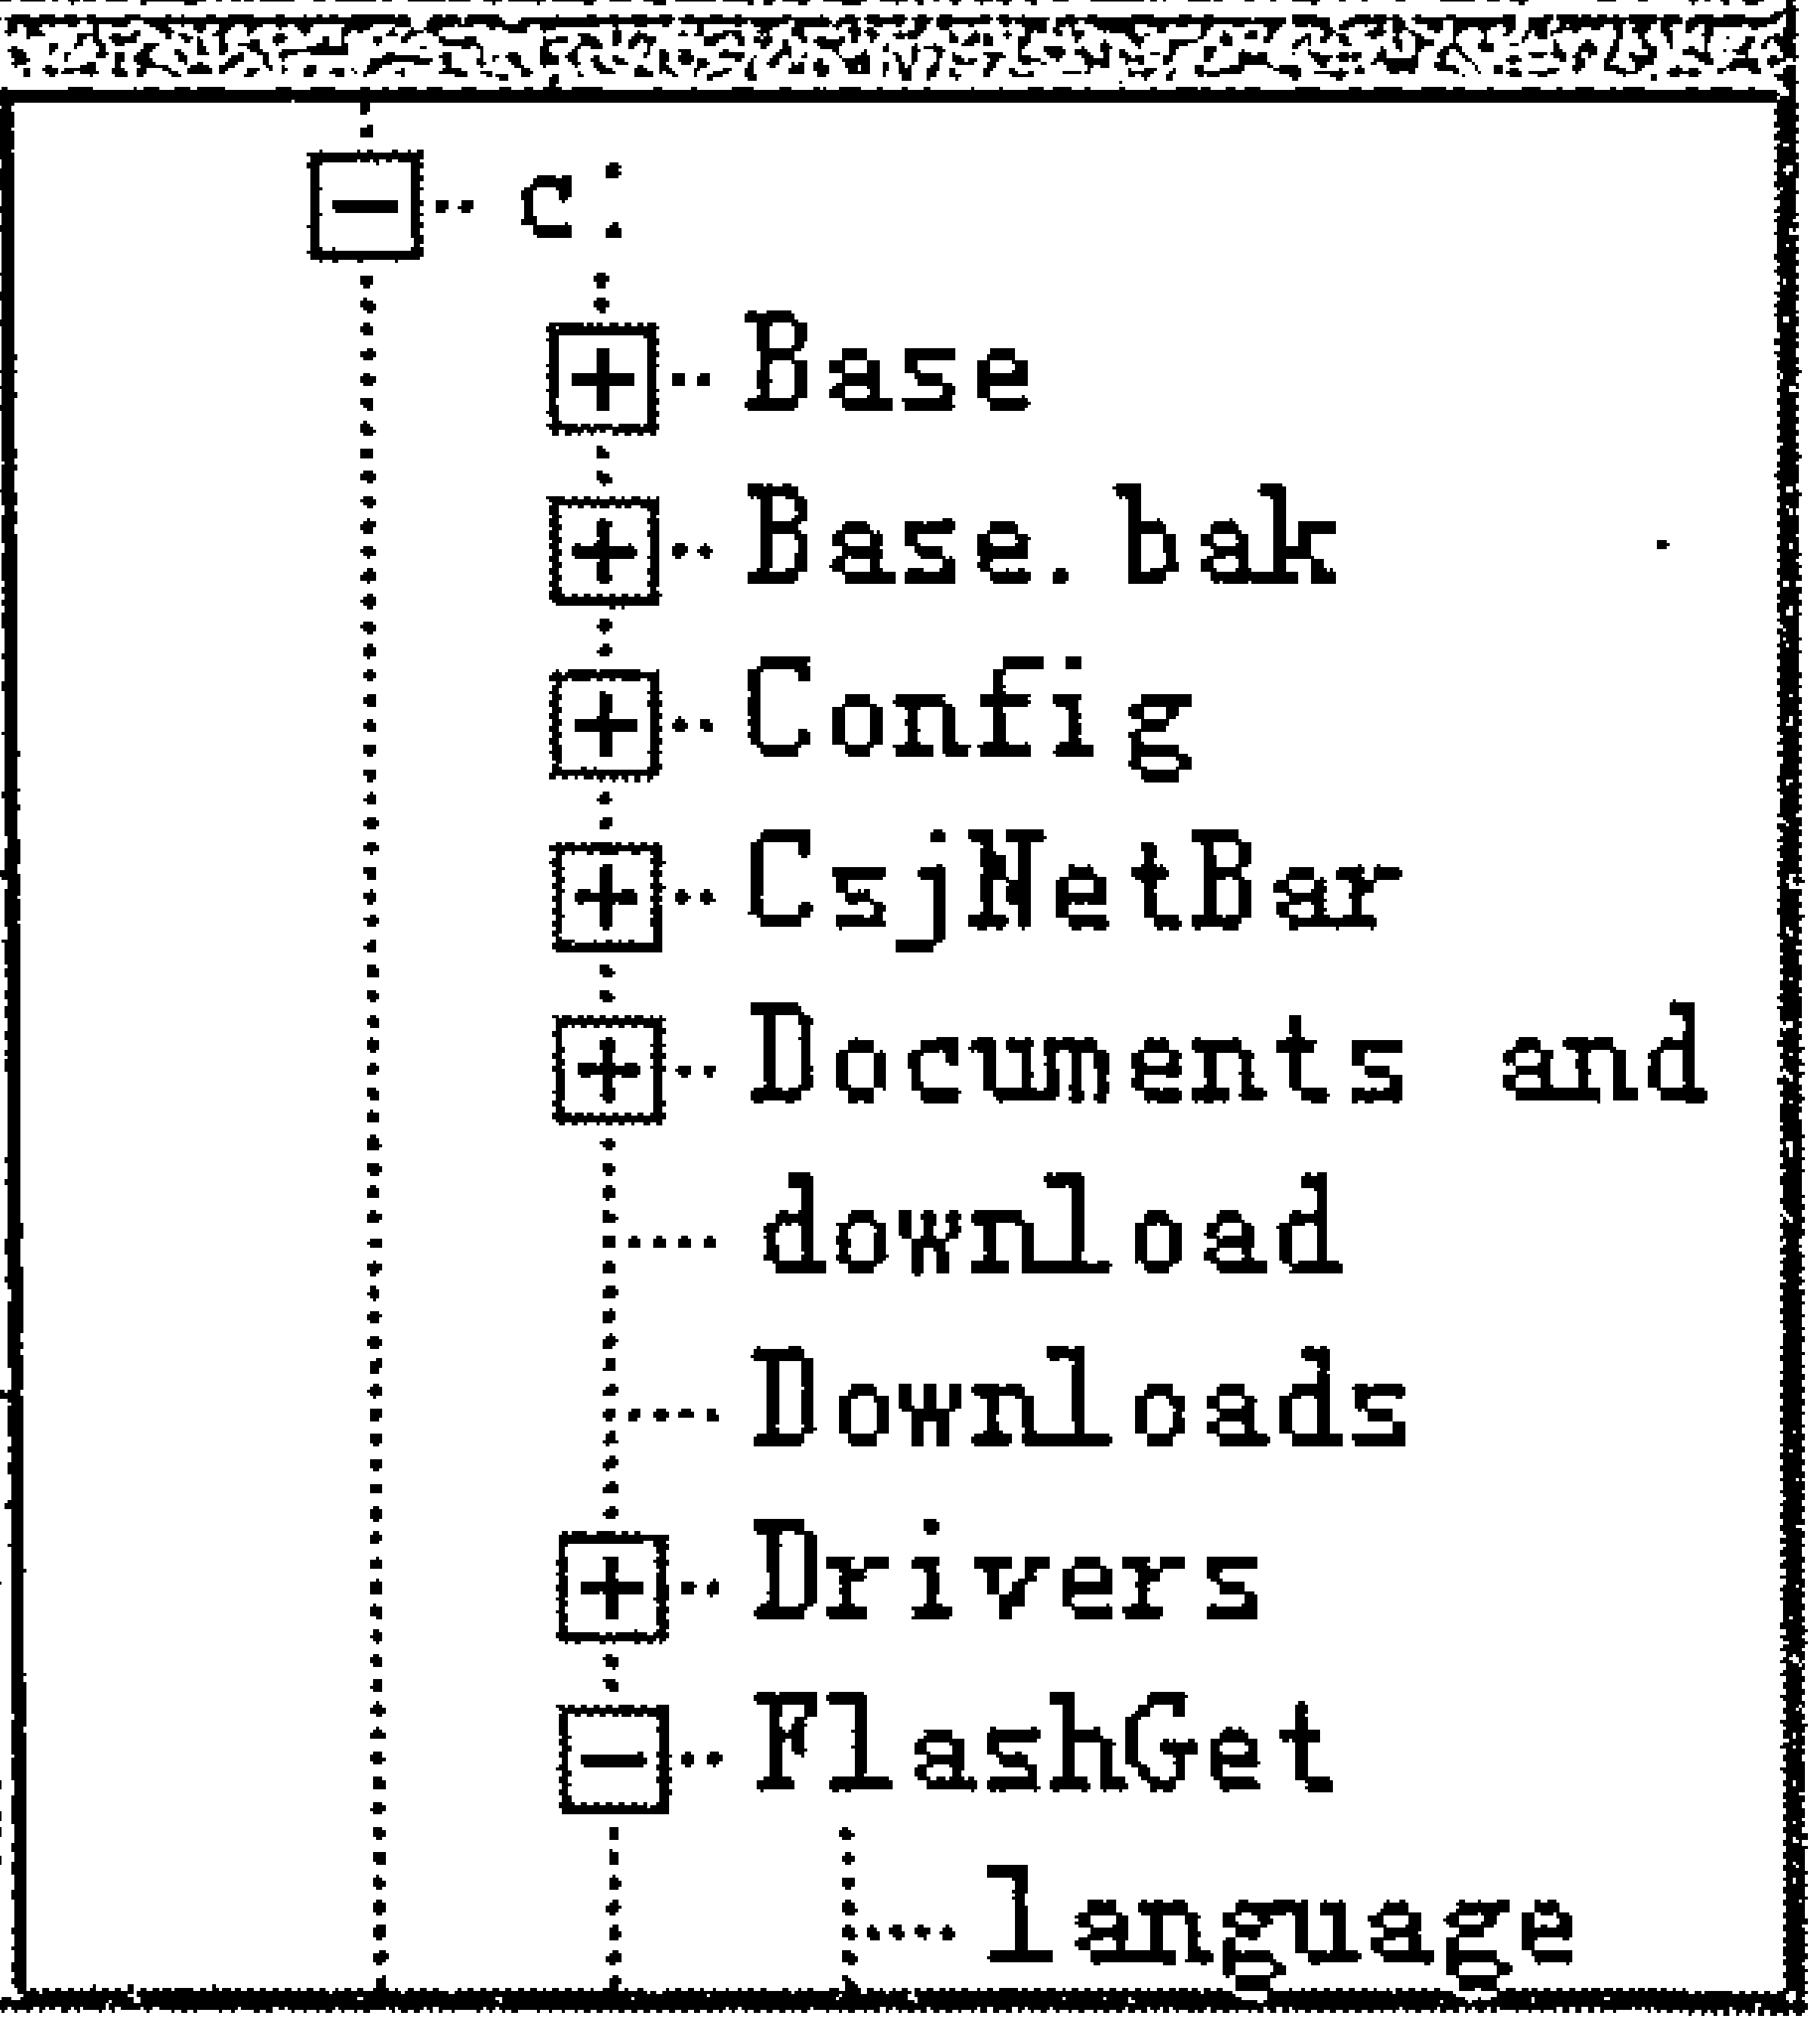 c:
Base
Base.bak
Config
CsjNetBar
Documents and
download
Downloads
Drivers
FlashGet
language